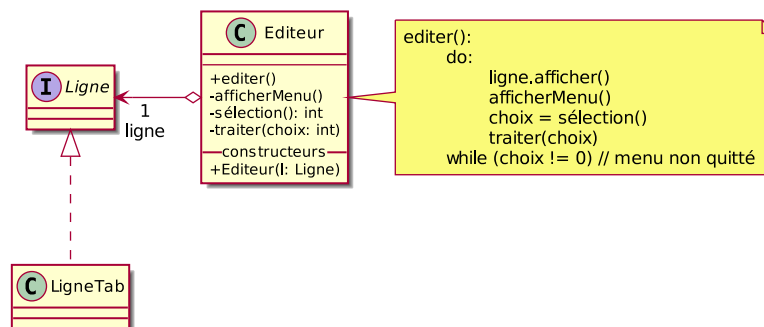 C Editeur
+editer()
-afficherMenu()
-sélection(): int
-traiter(choix: int)
constructeurs
+Editeur(l: Ligne)
I Ligne
1
ligne
C LigneTab
editer():
do:
ligne.afficher()
afficherMenu()
choix = sélection()
traiter(choix)
while (choix != 0) // menu non quitté